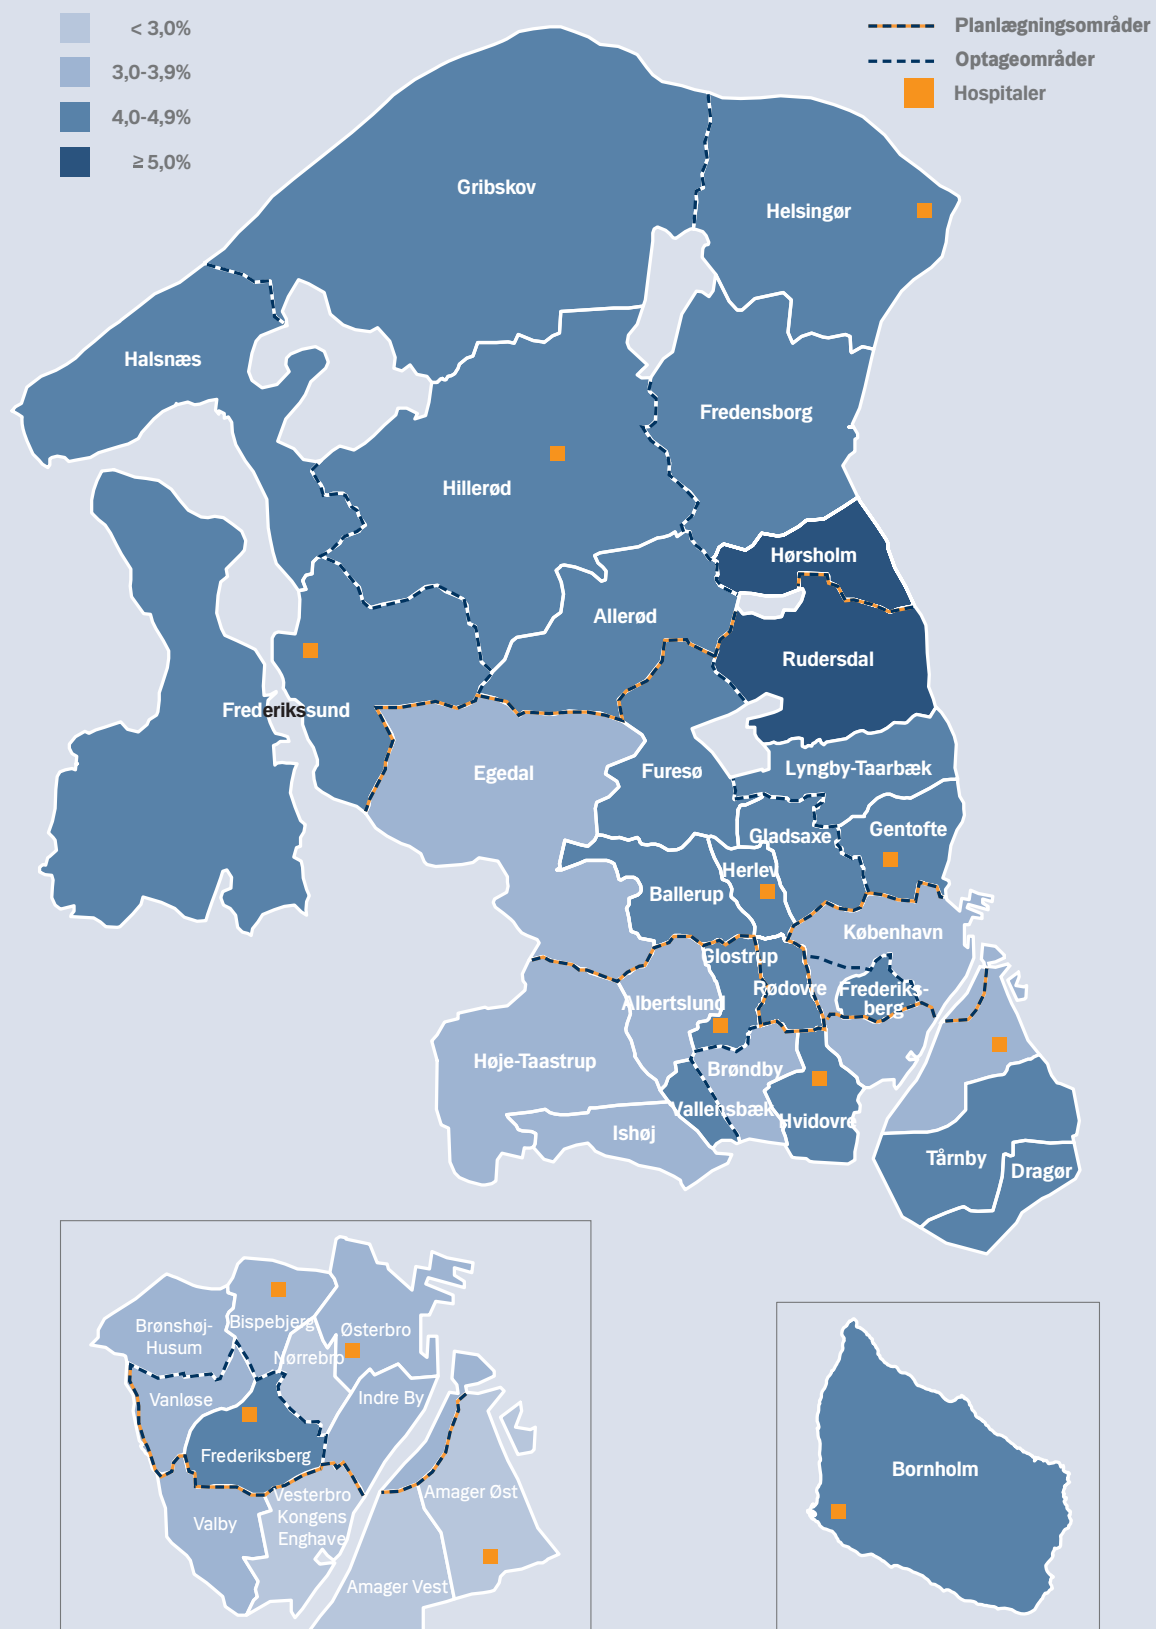 < 3,0%
3,0-3,9%
4,0-4,9%
≥ 5,0%
Planlægningsområder
Optageområder
Hospitaler
Gribskov
Helsingør
Halsnæs
Fredensborg
Hillerød
Hørsholm
Allerød
Rudersdal
Frederikssund
Egedal
Furesø
Lyngby-Taarbæk
Gladsaxe
Gentofte
Herlev
Ballerup
København
Glostrup
Rødovre
Frederiks-
berg
Albertslund
Høje-Taastrup
Brøndby
Vallensbæk
Hvidovre
Ishøj
Tårnby
Dragør
Brønshøj-
Husum
Bispebjerg
Østerbro
Nørrebro
Vanløse
Indre By
Frederiksberg
Amager Øst
Vesterbro
Kongens
Enghave
Valby
Amager Vest
Bornholm